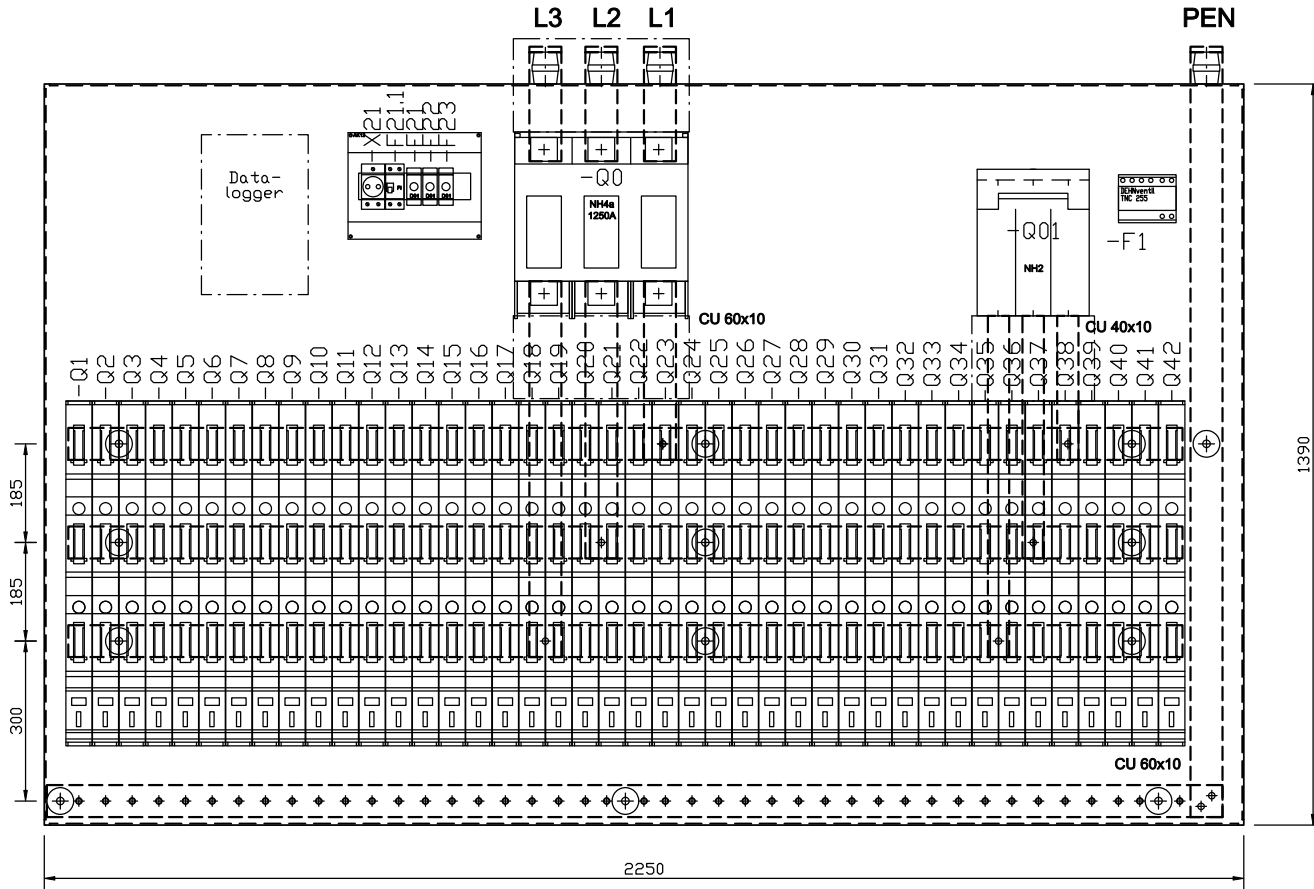 L3 L2 L1 PEN
-X21
-F21.1
-F21
-F22
-F23
Data-
logger
FI
-Q0
NH4a
1250A
-Q01
NH2
DEHNventil
TNC 255
-F1
CU 60x10
CU 40x10
-Q1 -Q2 -Q3 -Q4 -Q5 -Q6 -Q7 -Q8 -Q9 -Q10 -Q11 -Q12 -Q13 -Q14 -Q15 -Q16 -Q17 -Q18 -Q19 -Q20 -Q21 -Q22 -Q23 -Q24 -Q25 -Q26 -Q27 -Q28 -Q29 -Q30 -Q31 -Q32 -Q33 -Q34 -Q35 -Q36 -Q37 -Q38 -Q39 -Q40 -Q41 -Q42
185
185
300
1390
CU 60x10
2250